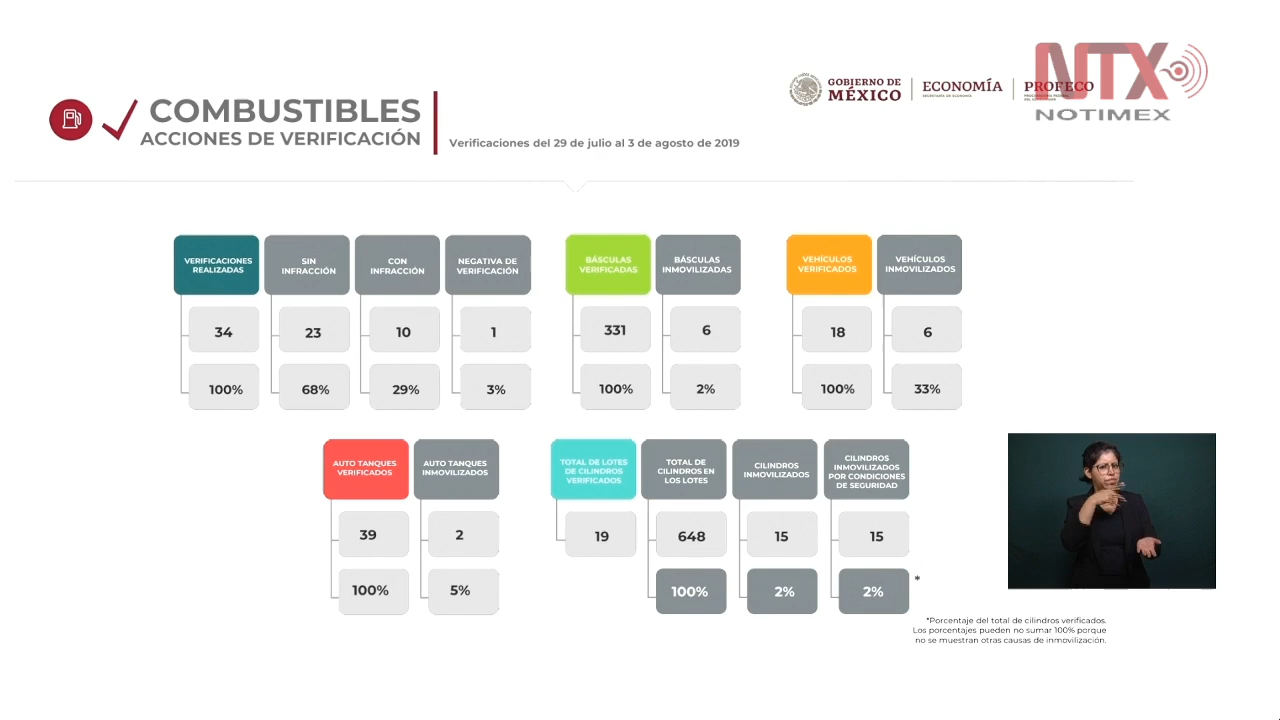 COMBUSTIBLES
ACCIONES DE VERIFICACIÓN
Verificaciones del 29 de julio al 3 de agosto de 2019
GOBIERNO DE
MÉXICO
ECONOMÍA
SECRETARÍA DE ECONOMÍA
PROFECO
NTX
NOTIMEX
VERIFICACIONES
REALIZADAS
SIN
INFRACCIÓN
CON
INFRACCIÓN
NEGATIVA DE
VERIFICACIÓN
34
23
10
1
100%
68%
29%
3%
BÁSCULAS
VERIFICADAS
BÁSCULAS
INMOVILIZADAS
331
6
100%
2%
VEHÍCULOS
VERIFICADOS
VEHÍCULOS
INMOVILIZADOS
18
6
100%
33%
AUTO TANQUES
VERIFICADOS
AUTO TANQUES
INMOVILIZADOS
39
2
100%
5%
TOTAL DE LOTES
DE CILINDROS
VERIFICADOS
TOTAL DE
CILINDROS EN
LOS LOTES
CILINDROS
INMOVILIZADOS
CILINDROS
INMOVILIZADOS
POR CONDICIONES
DE SEGURIDAD
19
648
15
15
100%
2%
2%
*
*Porcentaje del total de cilindros verificados.
Los porcentajes pueden no sumar 100% porque
no se muestran otras causas de inmovilización.